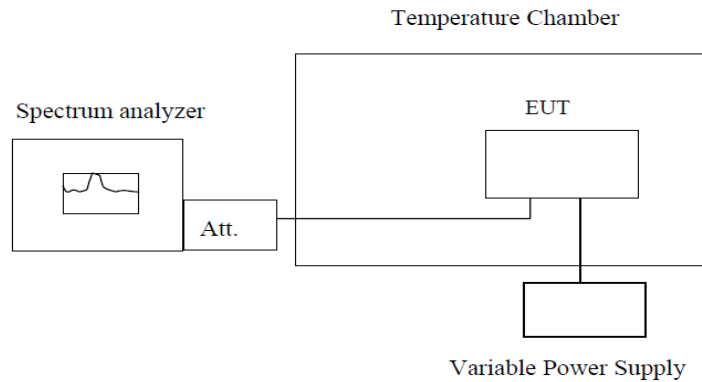 Temperature Chamber
Spectrum analyzer
EUT
Att.
Variable Power Supply